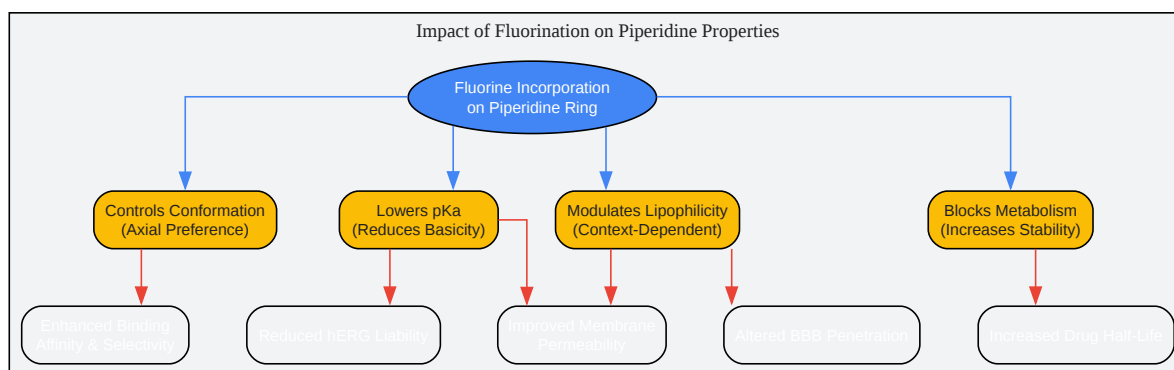 Impact of Fluorination on Piperidine Properties
Fluorine Incorporation
on Piperidine Ring
Controls Conformation
(Axial Preference)
Lowers pKa
(Reduces Basicity)
Modulates Lipophilicity
(Context-Dependent)
Blocks Metabolism
(Increases Stability)
Enhanced Binding
Affinity & Selectivity
Reduced hERG Liability
Improved Membrane
Permeability
Altered BBB Penetration
Increased Drug Half-Life